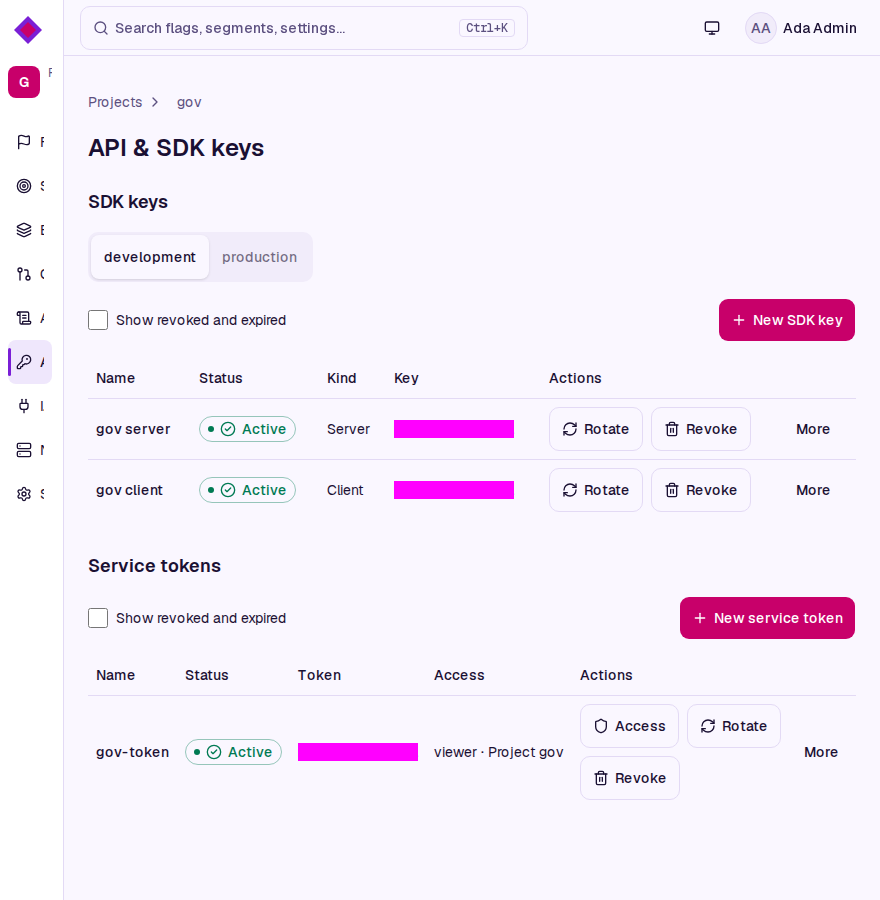 Search flags, segments, settings...
Ctrl+K
AA
Ada Admin
G
Projects
gov
API & SDK keys
SDK keys
development
production
Show revoked and expired
New SDK key
Name Status Kind Key Actions
gov server Active Server Rotate Revoke More
gov client Active Client Rotate Revoke More
Service tokens
Show revoked and expired
New service token
Name Status Token Access Actions
gov-token Active viewer · Project gov Access Rotate Revoke More